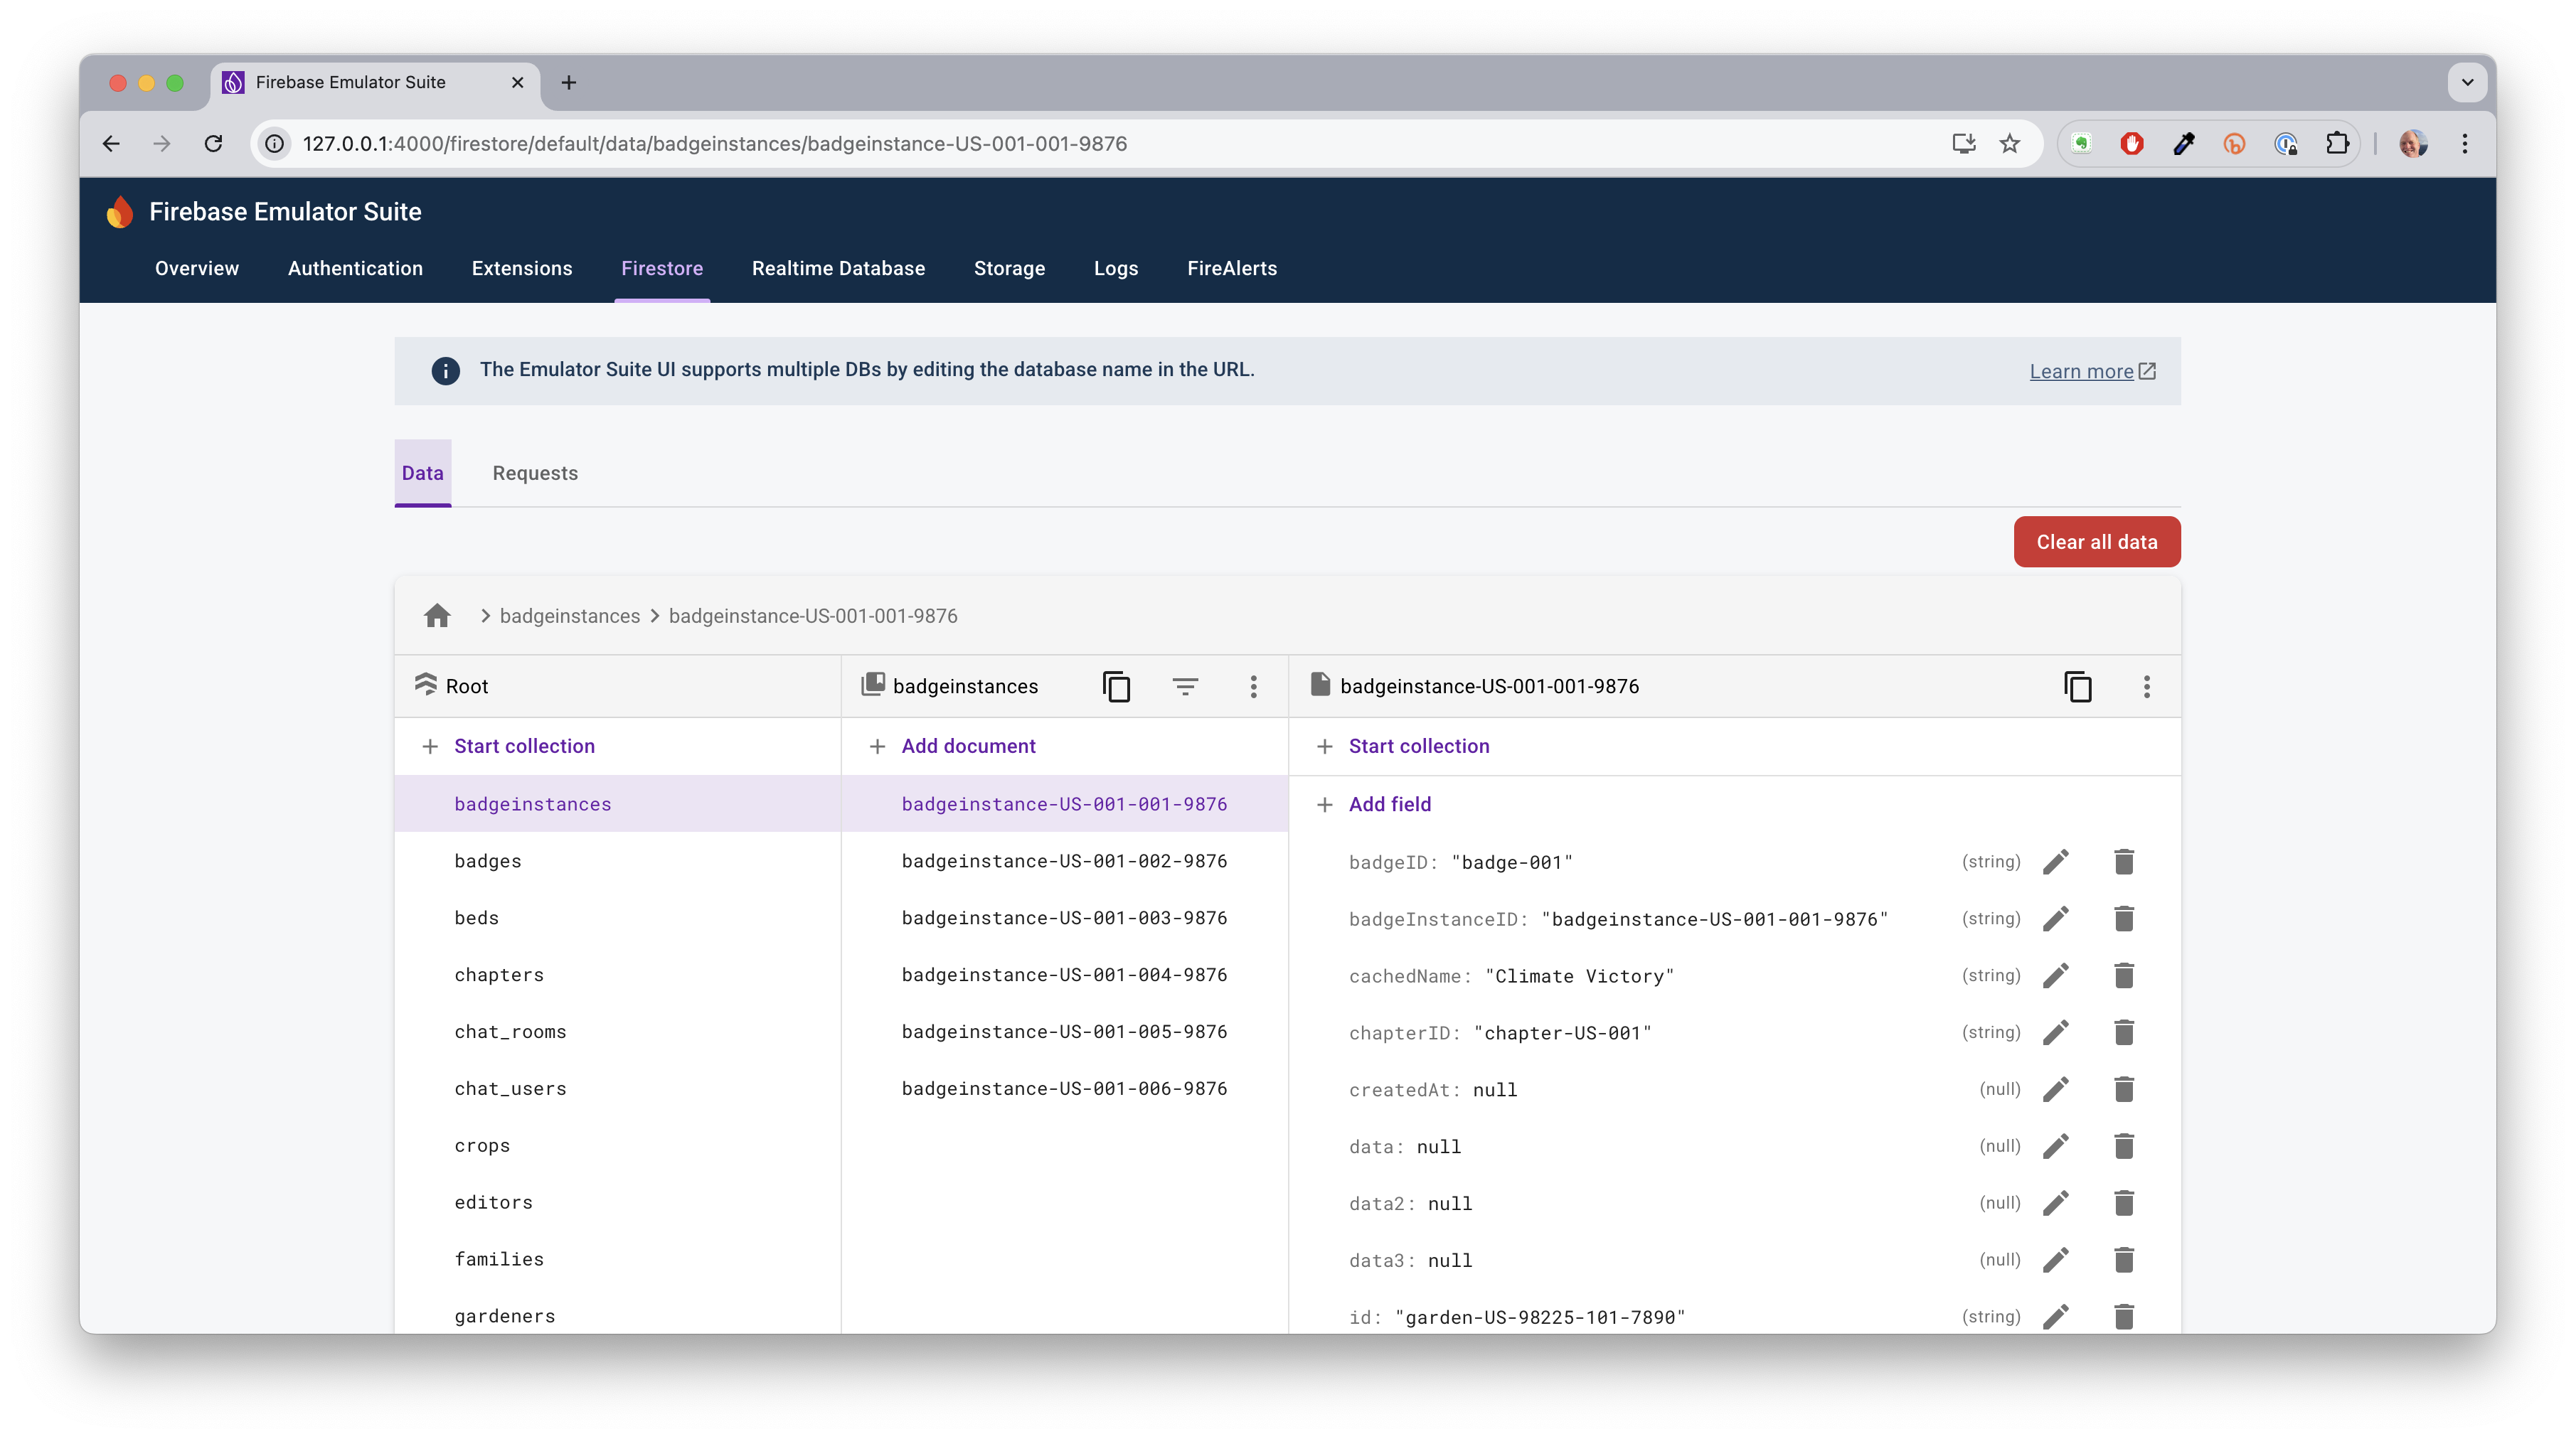 Firebase Emulator Suite
127.0.0.1:4000/firestore/default/data/badgeinstances/badgeinstance-US-001-001-9876
Firebase Emulator Suite
Overview Authentication Extensions Firestore Realtime Database Storage Logs FireAlerts
The Emulator Suite UI supports multiple DBs by editing the database name in the URL. Learn more
Data Requests
Clear all data
badgeinstances badgeinstance-US-001-001-9876
Root
Start collection
badgeinstances
badges
beds
chapters
chat_rooms
chat_users
crops
editors
families
gardeners
badgeinstances
Add document
badgeinstance-US-001-001-9876
badgeinstance-US-001-002-9876
badgeinstance-US-001-003-9876
badgeinstance-US-001-004-9876
badgeinstance-US-001-005-9876
badgeinstance-US-001-006-9876
badgeinstance-US-001-001-9876
Start collection
Add field
badgeID: "badge-001" (string)
badgeInstanceID: "badgeinstance-US-001-001-9876" (string)
cachedName: "Climate Victory" (string)
chapterID: "chapter-US-001" (string)
createdAt: null (null)
data: null (null)
data2: null (null)
data3: null (null)
id: "garden-US-98225-101-7890" (string)